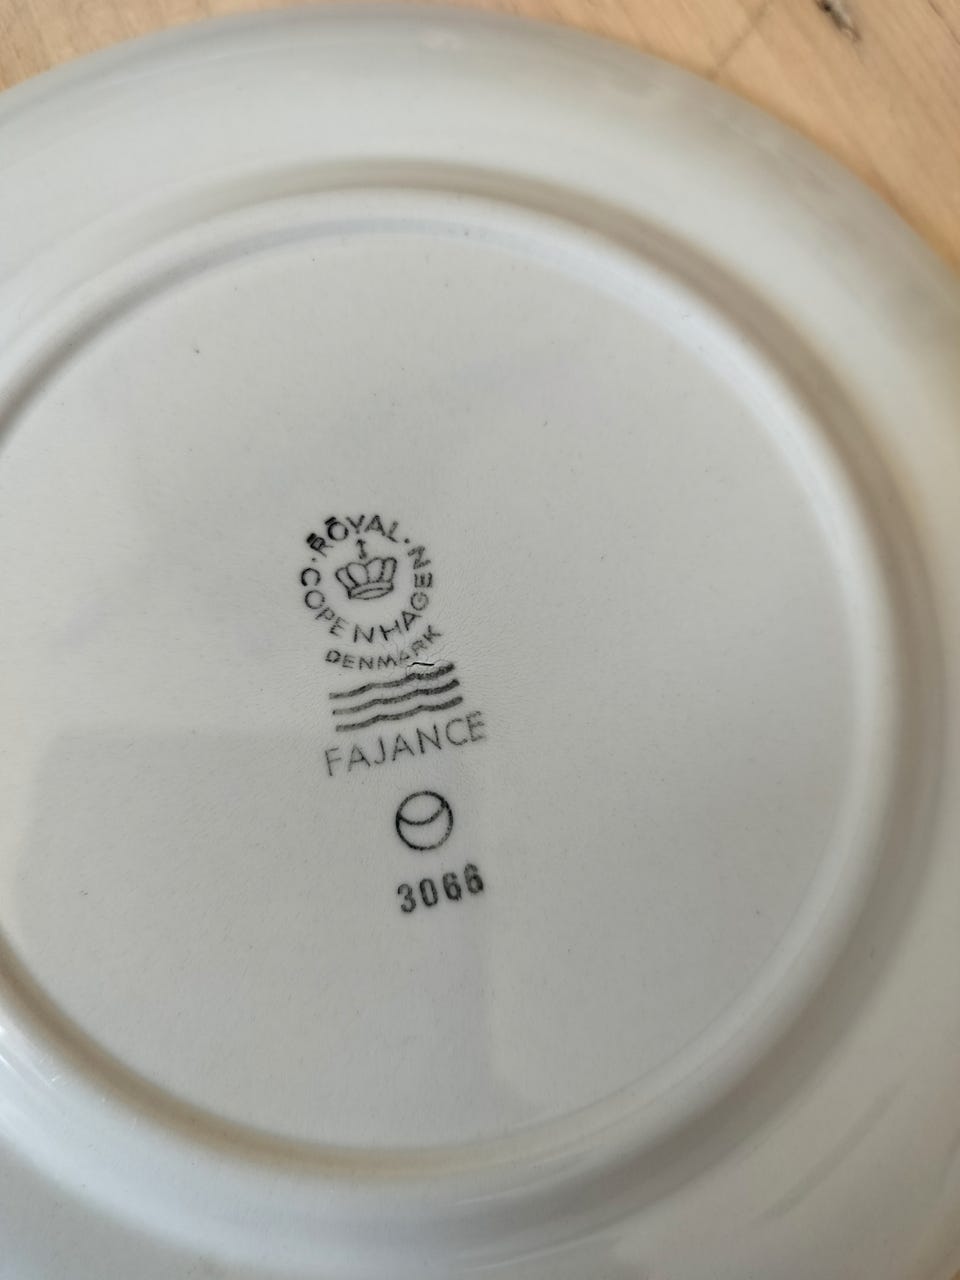 ROYAL
COPENHAGEN
DENMARK
FAJANCE
3066